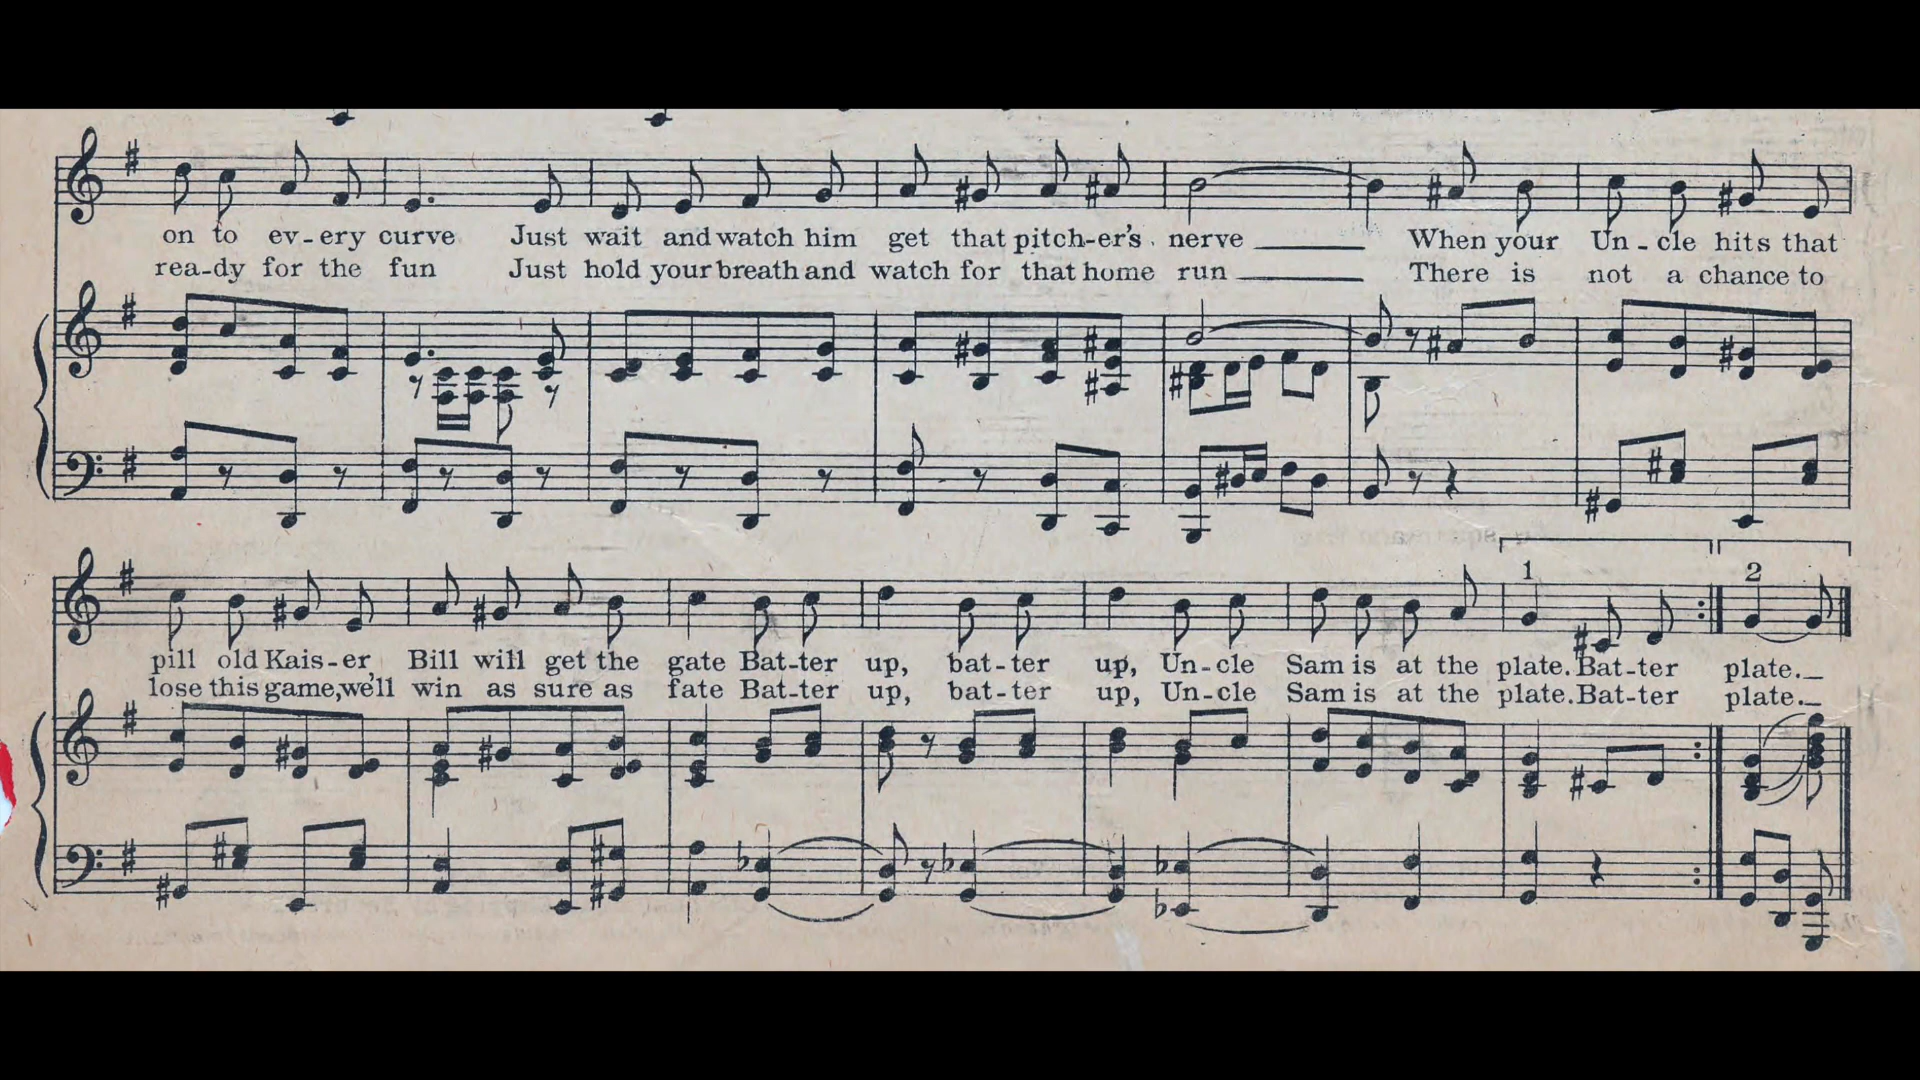 on to ev-ery curve Just wait and watch him get that pitch-er's nerve When your Un-cle hits that
rea-dy for the fun Just hold your breath and watch for that home run There is not a chance to
1 2
pill old Kais-er Bill will get the gate Bat-ter up, bat-ter up, Un-cle Sam is at the plate. Bat-ter plate.
lose this game, we'll win as sure as fate Bat-ter up, bat-ter up, Un-cle Sam is at the plate. Bat-ter plate.